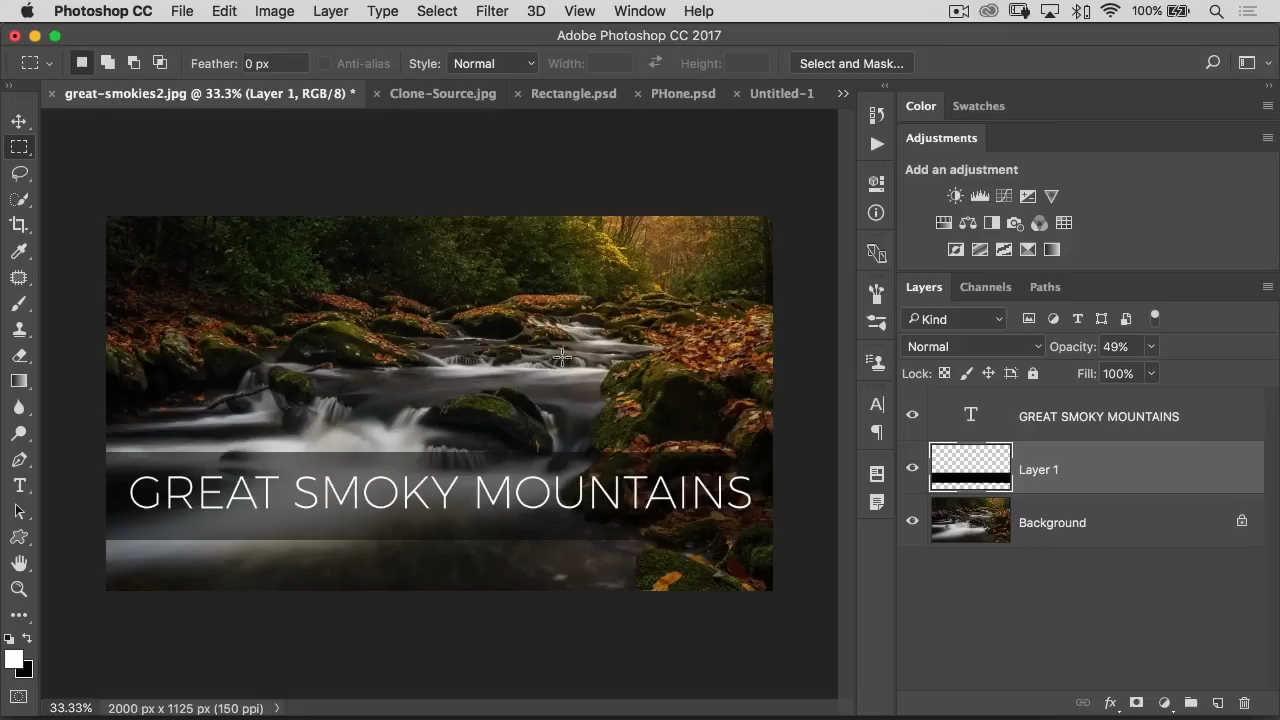 Photoshop CC File Edit Image Layer Type Select Filter 3D View Window Help 100%
Adobe Photoshop CC 2017
Feather: 0 px Anti-alias Style: Normal Width: Height: Select and Mask...
great-smokies2.jpg @ 33.3% (Layer 1, RGB/8) * Clone-Source.jpg Rectangle.psd PHone.psd Untitled-1
Color Swatches
Adjustments
Add an adjustment
Layers Channels Paths
Kind
Normal Opacity: 49%
Lock: Fill: 100%
T GREAT SMOKY MOUNTAINS
Layer 1
GREAT SMOKY MOUNTAINS
Background
33.33% 2000 px x 1125 px (150 ppi)
fx